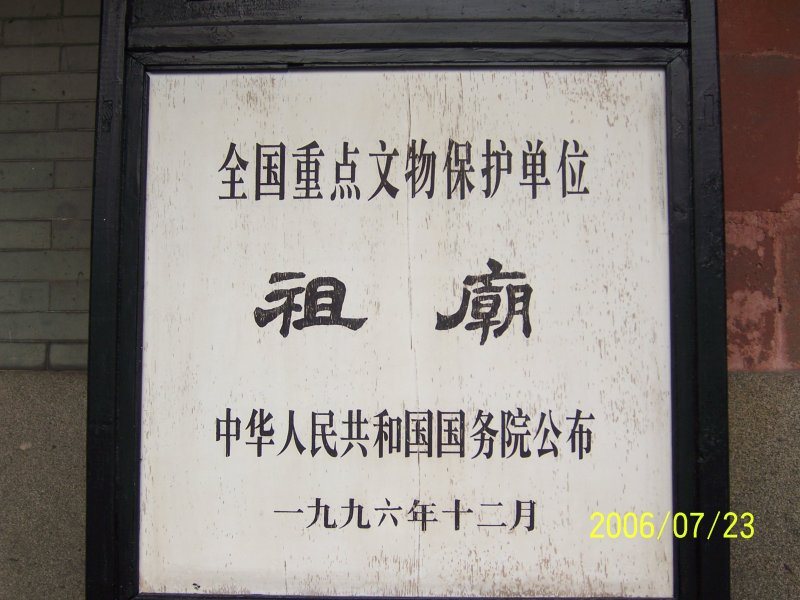 全国重点文物保护单位
祖廟
中华人民共和国国务院公布
一九九六年十二月
2006/07/23